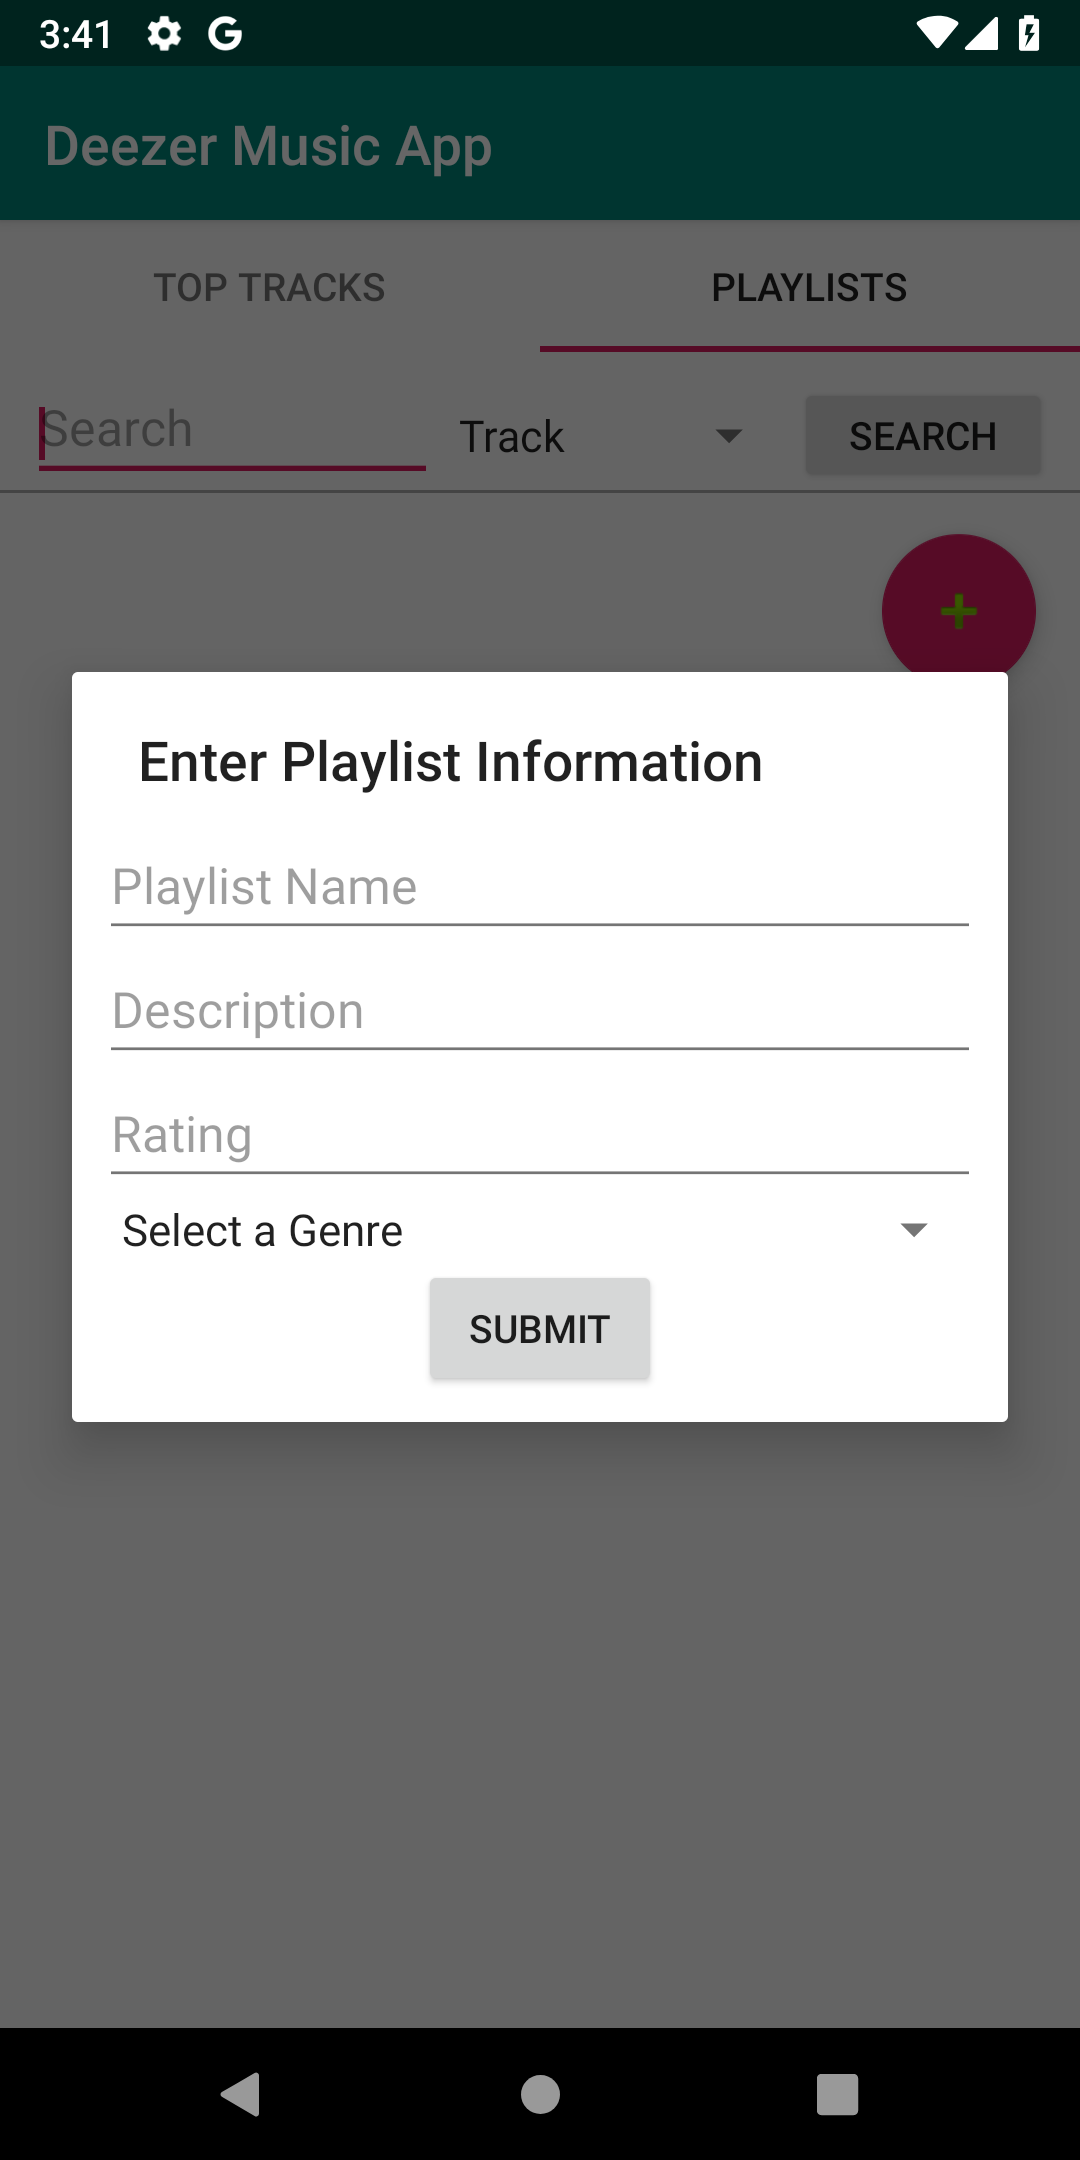 3:41
Deezer Music App
TOP TRACKS
PLAYLISTS
Search
Track
SEARCH
Enter Playlist Information
Playlist Name
Description
Rating
Select a Genre
SUBMIT